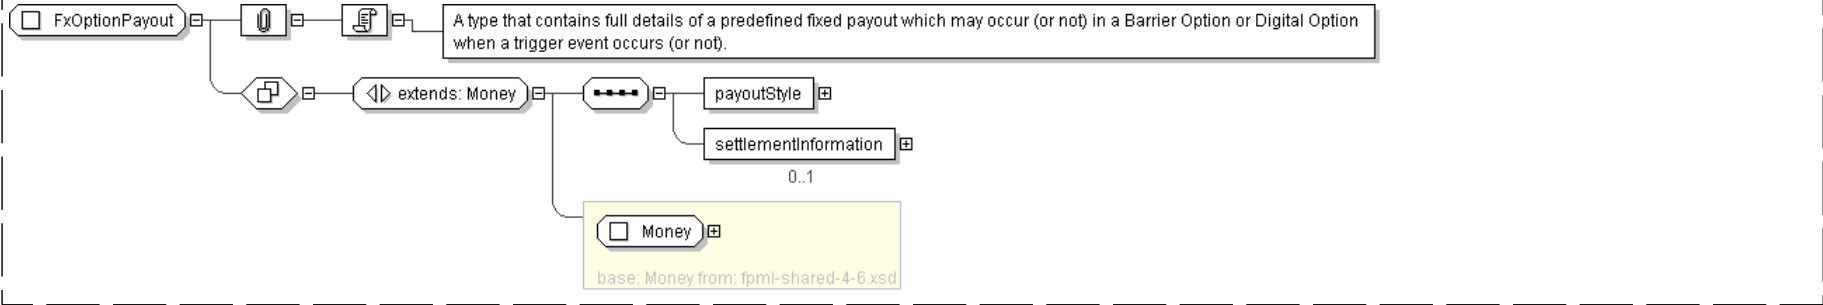 FxOptionPayout
A type that contains full details of a predefined fixed payout which may occur (or not) in a Barrier Option or Digital Option
when a trigger event occurs (or not).
extends: Money
payoutStyle
settlementInformation
0..1
Money
base: Money from: fpml-shared-4-6.xsd